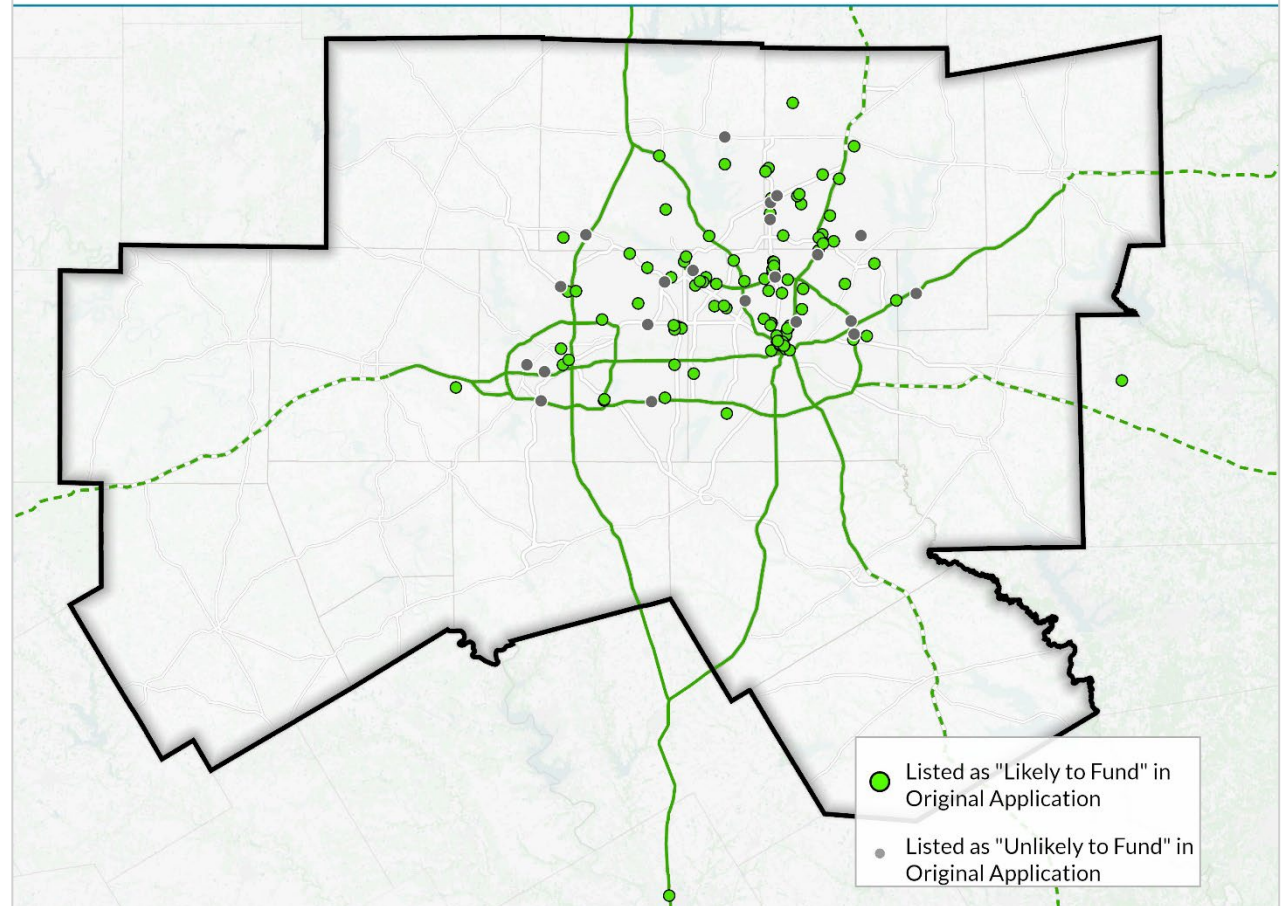 Listed as "Likely to Fund" in
Original Application
Listed as "Unlikely to Fund" in
Original Application